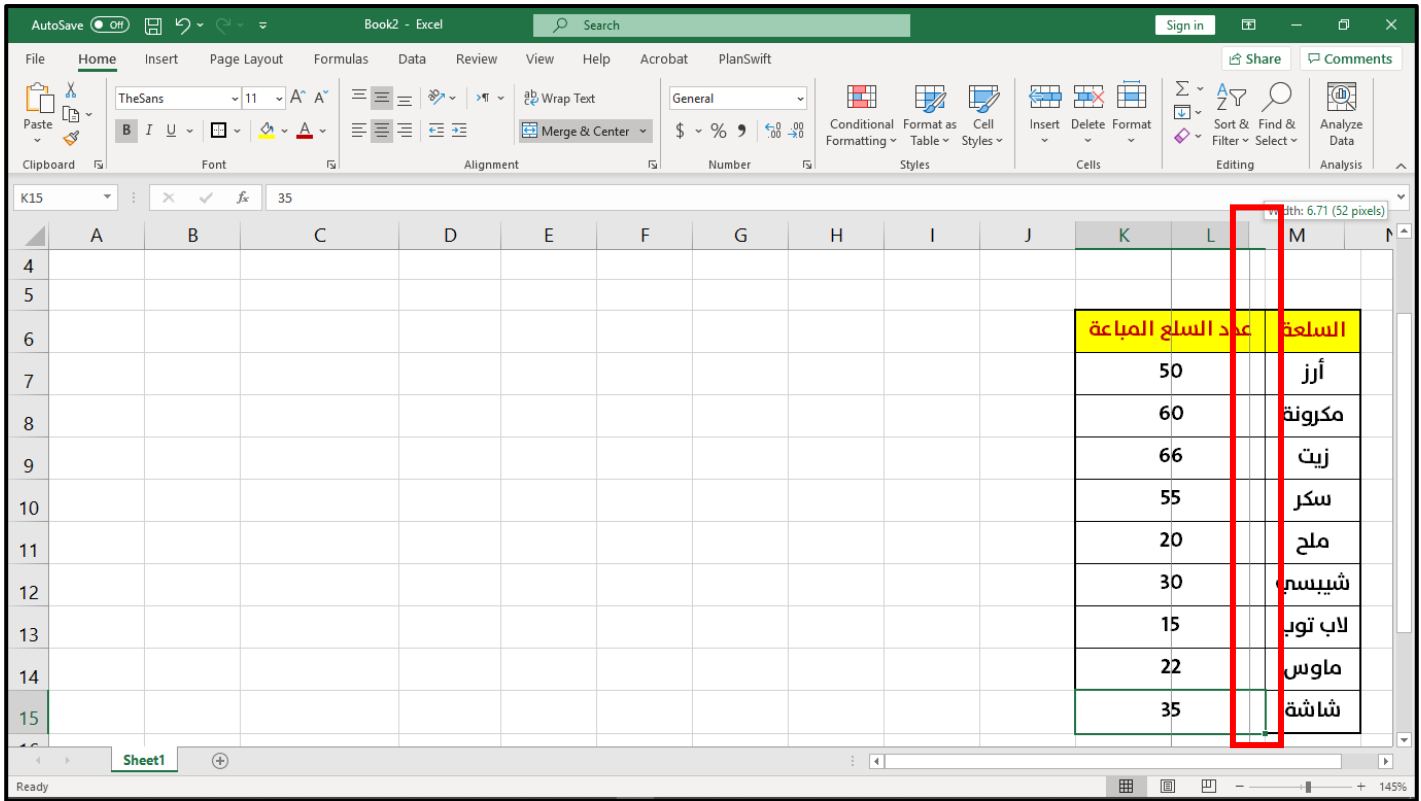 AutoSave Off Book2 - Excel Search Sign in
File Home Insert Page Layout Formulas Data Review View Help Acrobat PlanSwift Share Comments
TheSans 11 A A ab Wrap Text General Σ
Paste B I U A Merge & Center $ % 9 Conditional Format as Cell Insert Delete Format Sort & Find & Analyze
Formatting Table Styles Filter Select Data
Clipboard Font Alignment Number Styles Cells Editing Analysis
K15 fx 35
Width: 6.71 (52 pixels)
A B C D E F G H I J K L M N
4
5
6 عدد السلع المباعة السلعة
7 50 أرز
8 60 مكرونة
9 66 زيت
10 55 سكر
11 20 ملح
12 30 شيبسي
13 15 لاب توب
14 22 ماوس
15 35 شاشة
Sheet1
Ready 145%